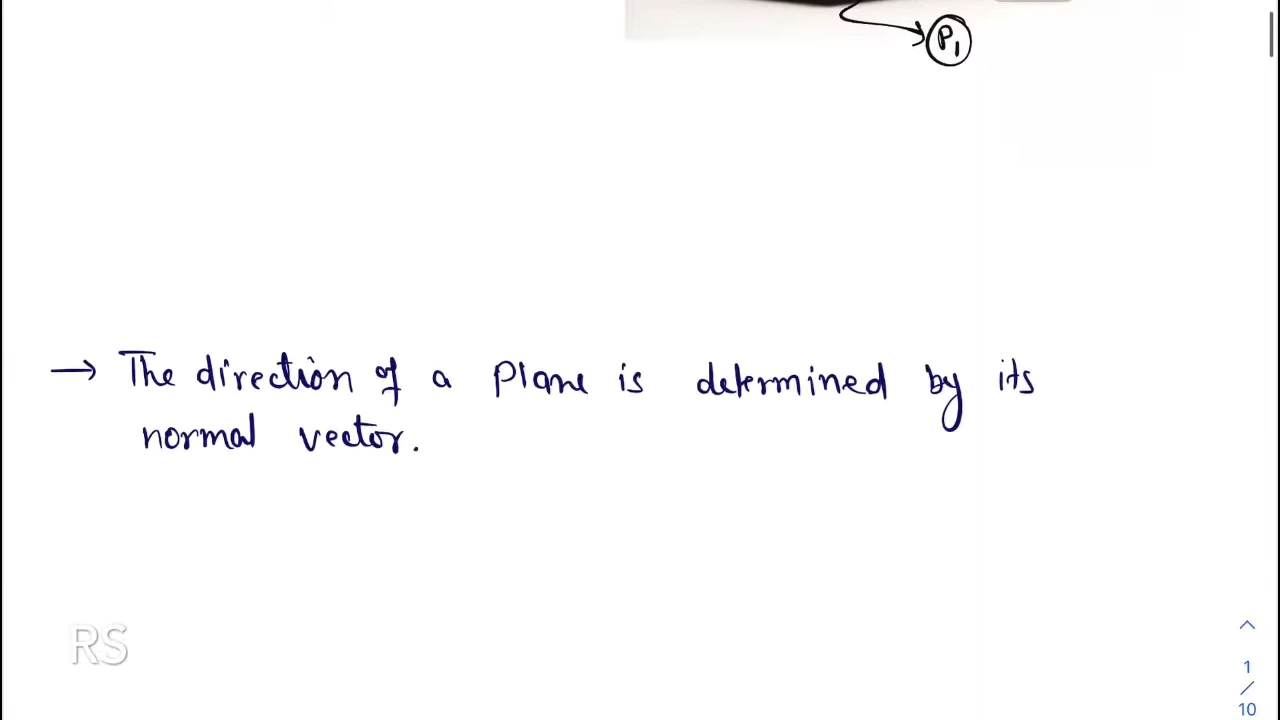 P1
→ The direction of a plane is determined by its
normal vector.
RS
1
/
10